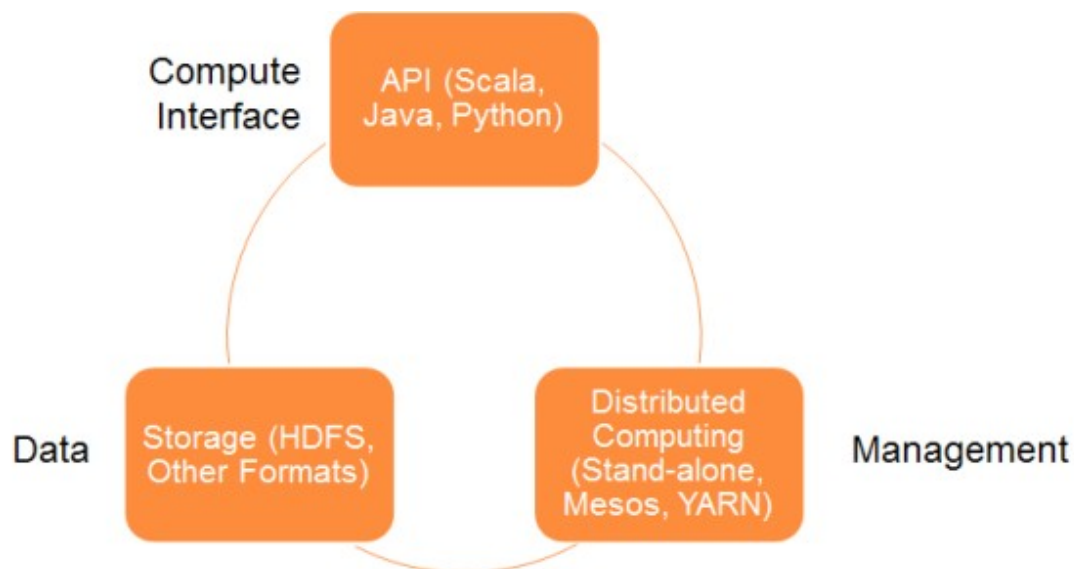 Compute
Interface
API (Scala,
Java, Python)
Data
Storage (HDFS,
Other Formats)
Distributed
Computing
(Stand-alone,
Mesos, YARN)
Management